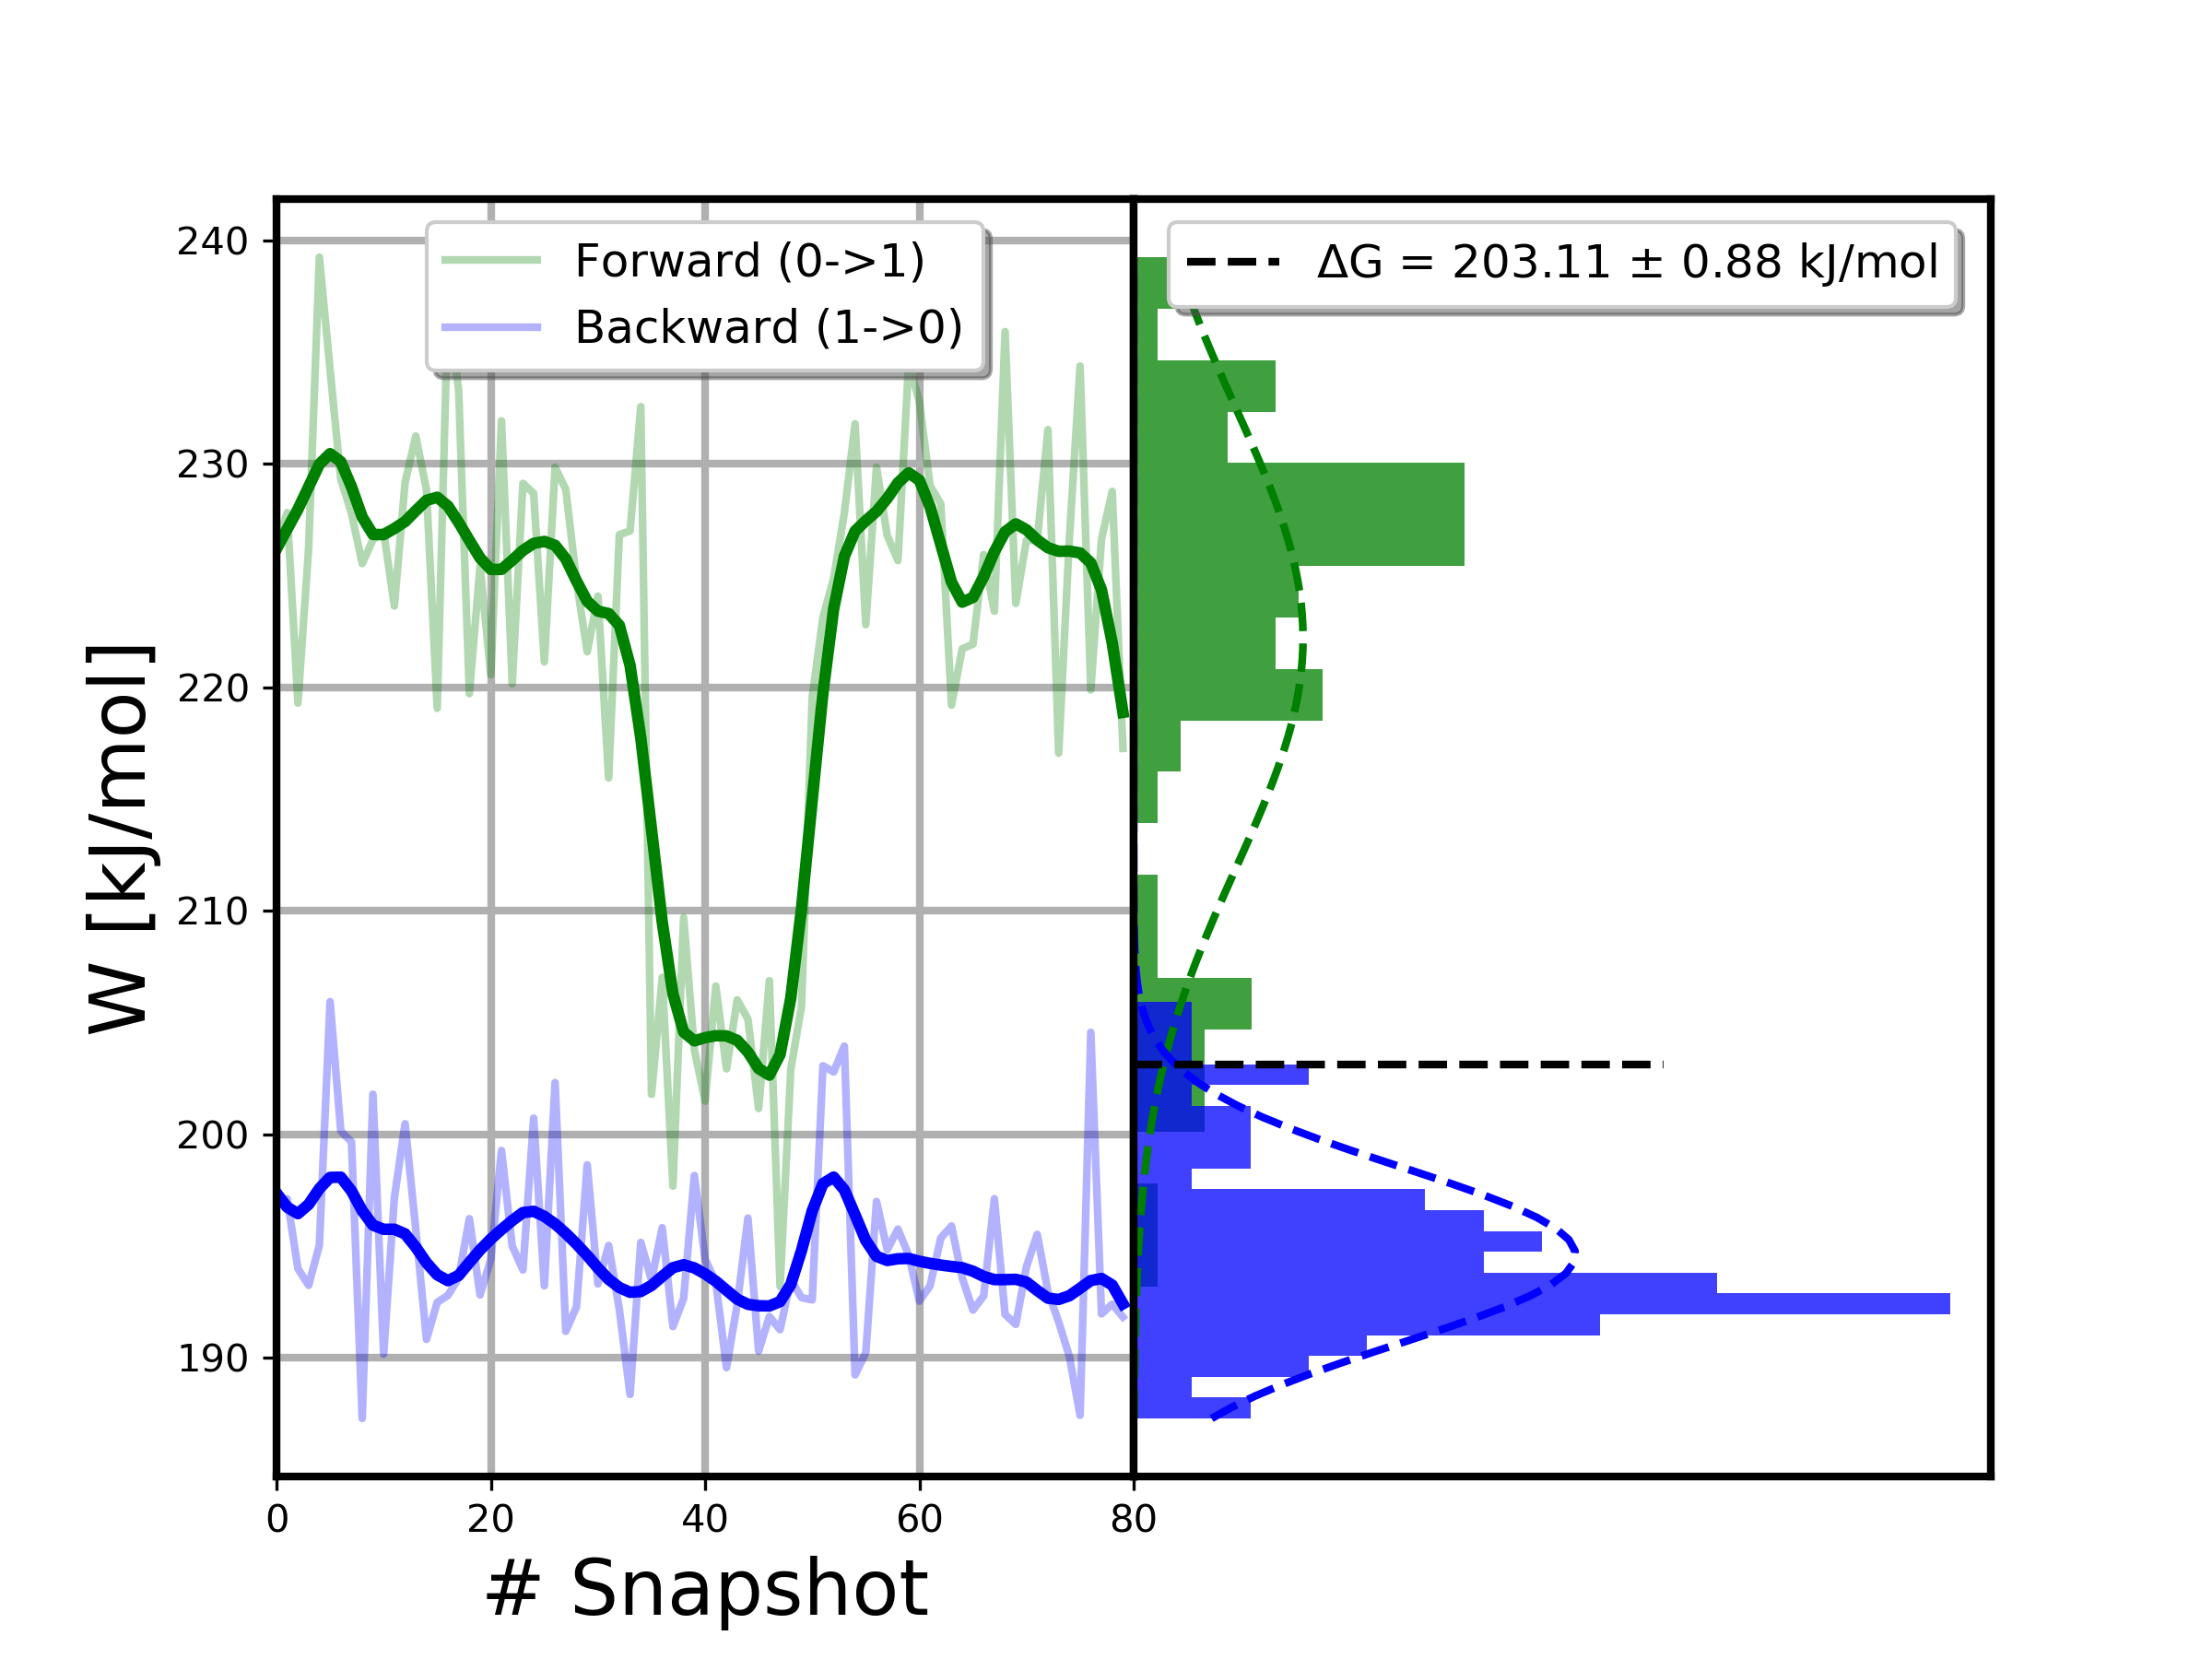 Forward (0->1)
Backward (1->0)
ΔG = 203.11 ± 0.88 kJ/mol
W [kJ/mol]
240
230
220
210
200
190
0 20 40 60 80
# Snapshot